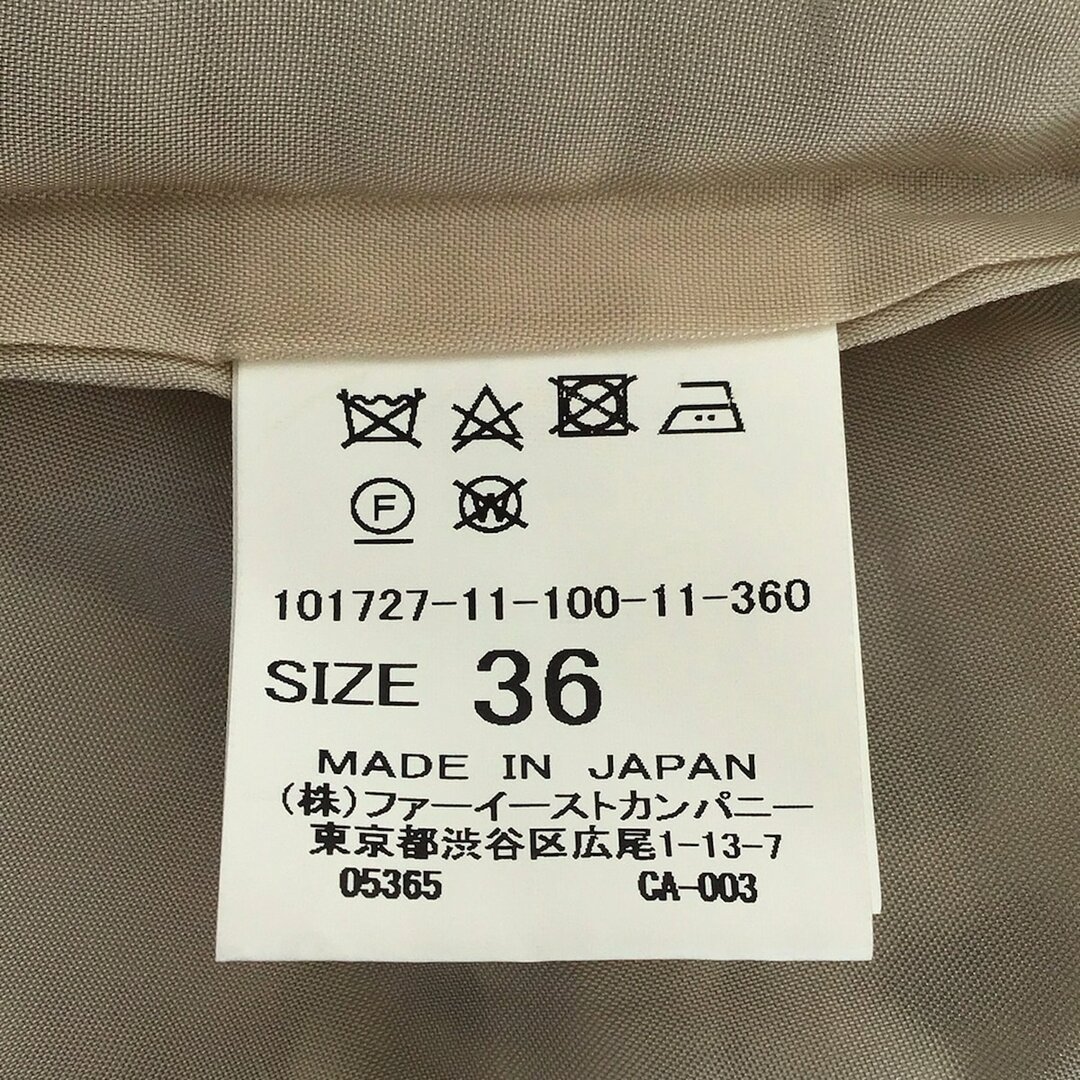 F W
101727-11-100-11-360
SIZE 36
MADE IN JAPAN
(株)ファーイーストカンパニー
東京都渋谷区広尾1-13-7
05365 CA-003